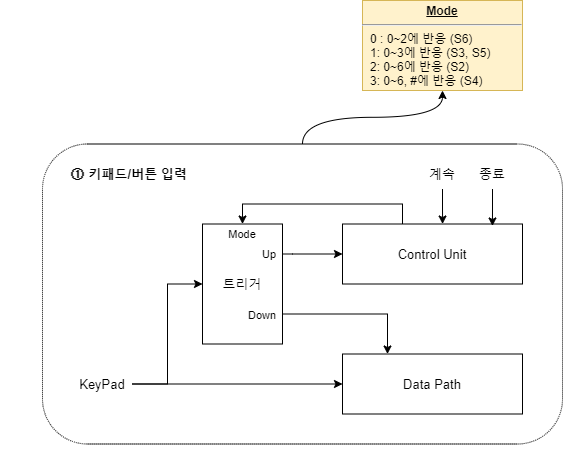 Mode
0 : 0~2에 반응 (S6)
1: 0~3에 반응 (S3, S5)
2: 0~6에 반응 (S2)
3: 0~6, #에 반응 (S4)
① 키패드/버튼 입력
계속
종료
Mode
Up
Control Unit
트리거
Down
KeyPad
Data Path